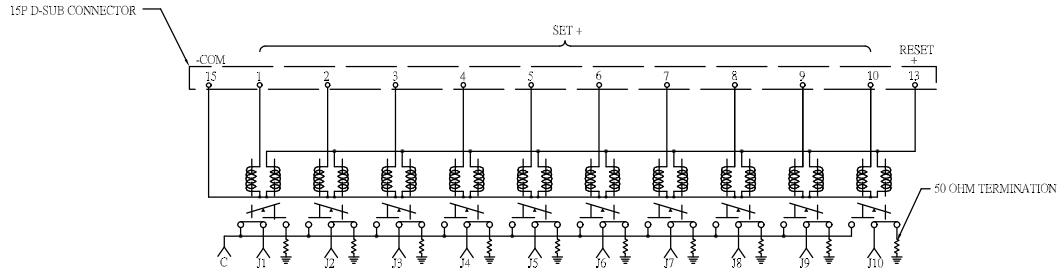 15P D-SUB CONNECTOR
SET +
-COM
RESET
+
15 1 2 3 4 5 6 7 8 9 10 13
50 OHM TERMINATION
C J1 J2 J3 J4 J5 J6 J7 J8 J9 J10